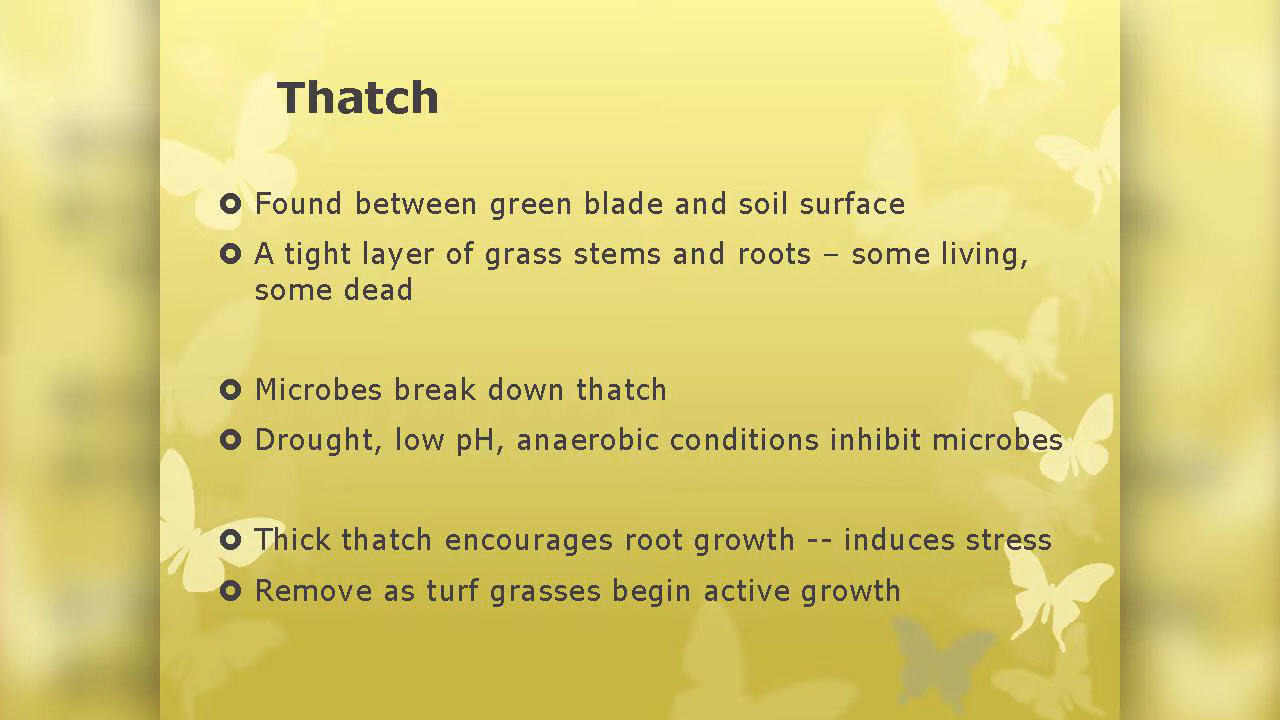 Thatch
Found between green blade and soil surface
A tight layer of grass stems and roots – some living,
some dead
Microbes break down thatch
Drought, low pH, anaerobic conditions inhibit microbes
Thick thatch encourages root growth -- induces stress
Remove as turf grasses begin active growth